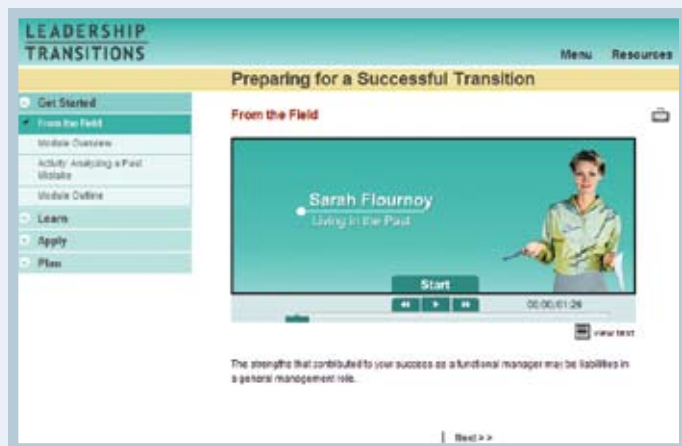 LEADERSHIP
TRANSITIONS
Menu Resources
Preparing for a Successful Transition
Get Started
From the Field
Module Overview
Activity: Analyzing a Past
Mistake
Module Outline
Learn
Apply
Plan
From the Field
Sarah Flournoy
Living in the Past
Start
00:00/01:26
view text
The strengths that contributed to your success as a functional manager may be liabilities in
a general management role.
| Next >>